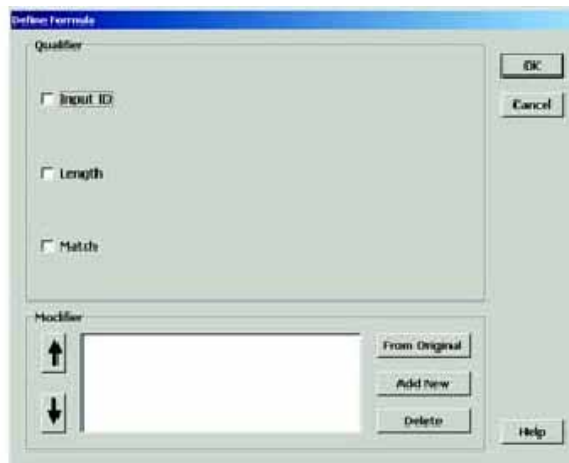 Define Formula
Qualifier
OK
Input ID
Cancel
Length
Match
Modifier
From Original
Add New
Delete
Help